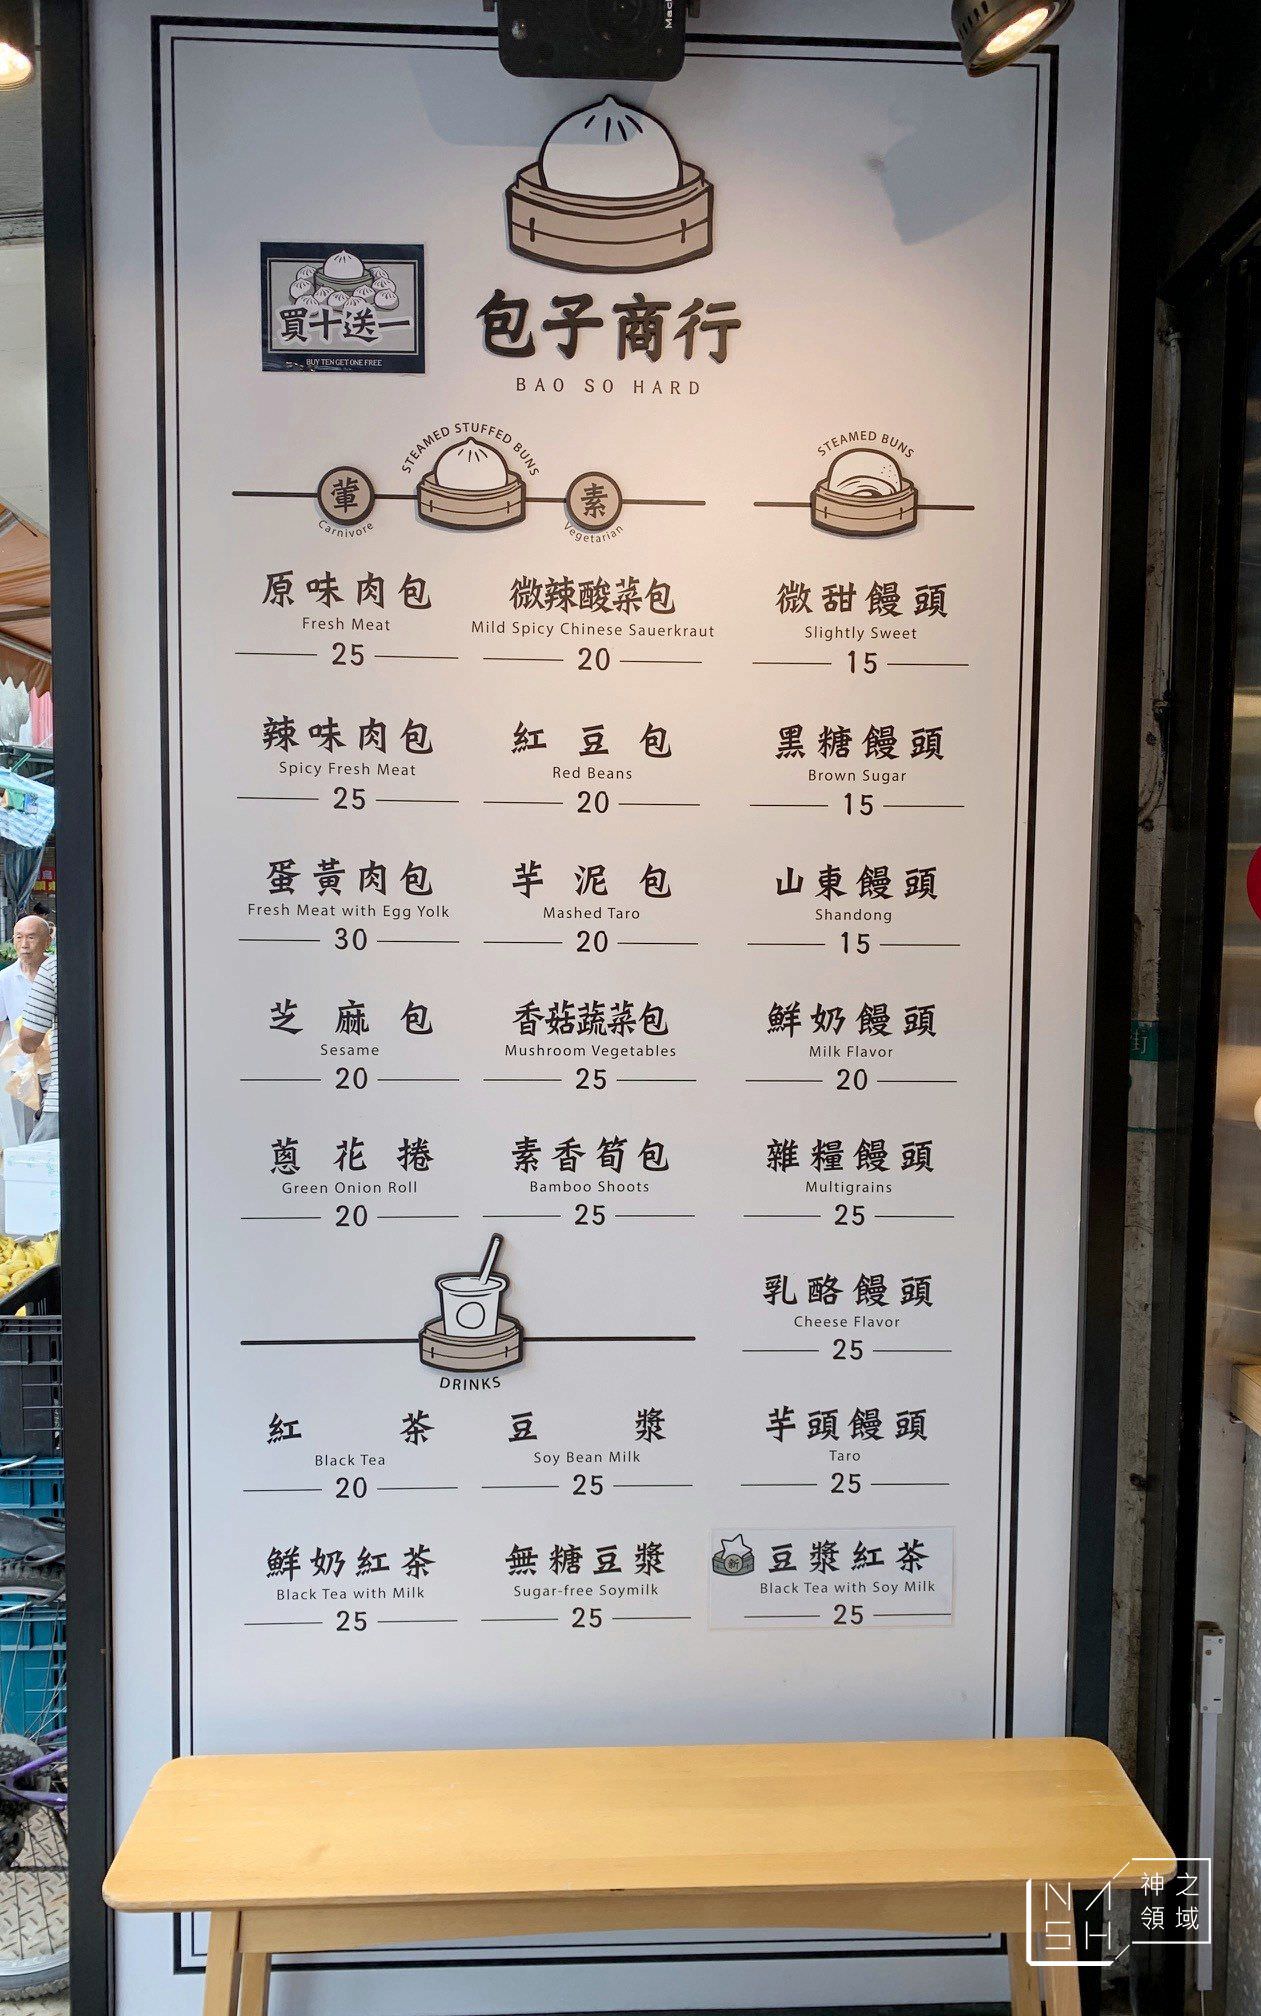 買十送一
BUY TEN GET ONE FREE
包子商行
BAO SO HARD
STEAMED STUFFED BUNS
葷
Carnivore
素
Vegetarian
原味肉包
Fresh Meat
25
辣味肉包
Spicy Fresh Meat
25
蛋黃肉包
Fresh Meat with Egg Yolk
30
芝麻包
Sesame
20
蔥花捲
Green Onion Roll
20
微辣酸菜包
Mild Spicy Chinese Sauerkraut
20
紅豆包
Red Beans
20
芋泥包
Mashed Taro
20
香菇蔬菜包
Mushroom Vegetables
25
素香筍包
Bamboo Shoots
25
STEAMED BUNS
微甜饅頭
Slightly Sweet
15
黑糖饅頭
Brown Sugar
15
山東饅頭
Shandong
15
鮮奶饅頭
Milk Flavor
20
雜糧饅頭
Multigrains
25
乳酪饅頭
Cheese Flavor
25
芋頭饅頭
Taro
25
DRINKS
紅茶
Black Tea
20
豆漿
Soy Bean Milk
25
鮮奶紅茶
Black Tea with Milk
25
無糖豆漿
Sugar-free Soymilk
25
新
豆漿紅茶
Black Tea with Soy Milk
25
街
NASH
神之
領域